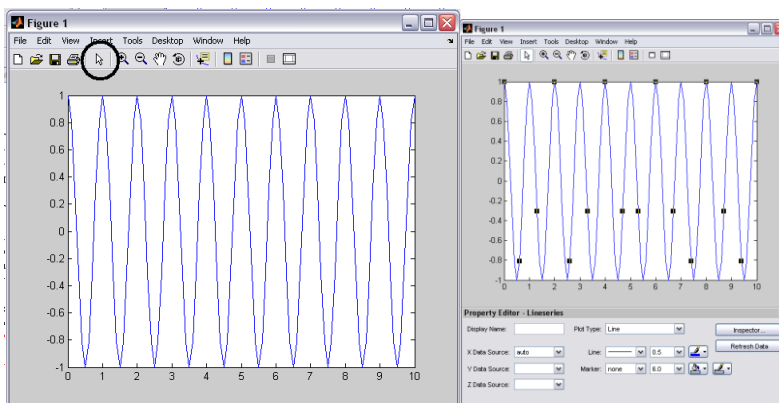 Figure 1
File Edit View Insert Tools Desktop Window Help
1
0.8
0.6
0.4
0.2
0
-0.2
-0.4
-0.6
-0.8
-1
0 1 2 3 4 5 6 7 8 9 10
Figure 1
File Edit View Insert Tools Desktop Window Help
1
0.8
0.6
0.4
0.2
0
-0.2
-0.4
-0.6
-0.8
-1
0 1 2 3 4 5 6 7 8 9 10
Property Editor - Lineseries
Display Name: Plot Type: Line Inspector...
X Data Source: auto Line: 0.5 Refresh Data
Y Data Source: Marker: none 6.0
Z Data Source: